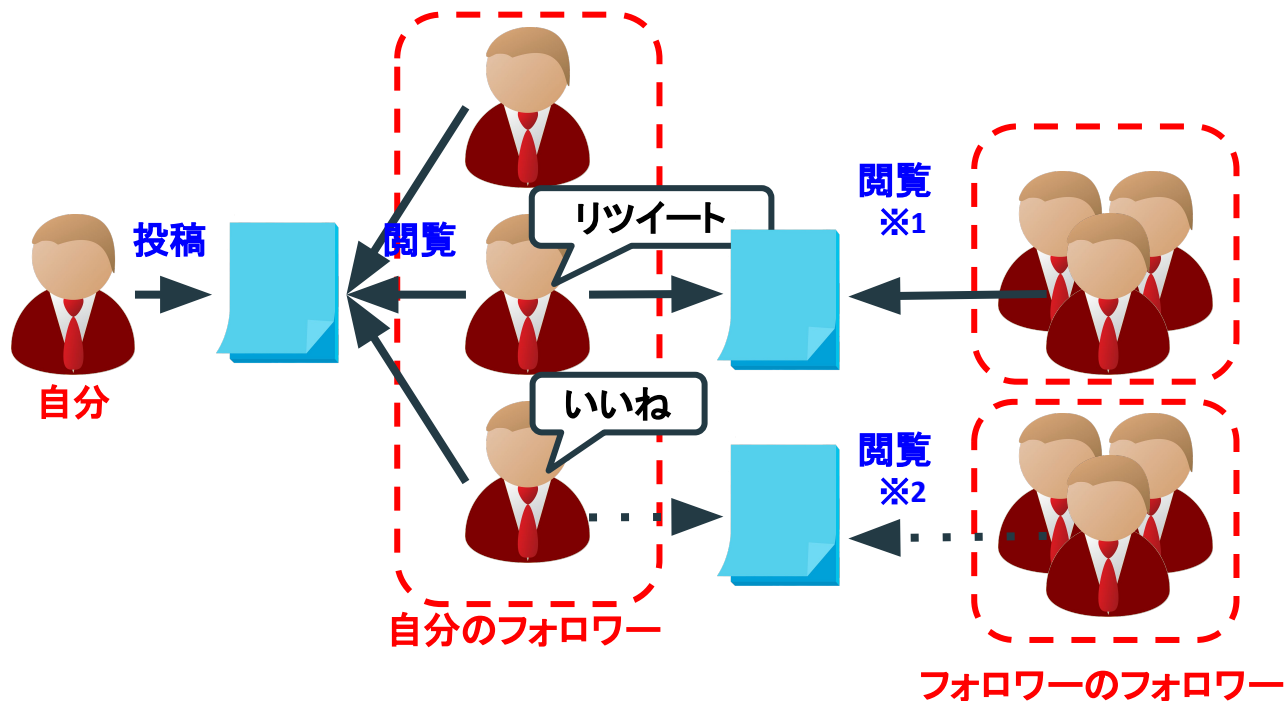 リツイート
閲覧
※1
投稿
閲覧
自分
いいね
閲覧
※2
自分のフォロワー
フォロワーのフォロワー